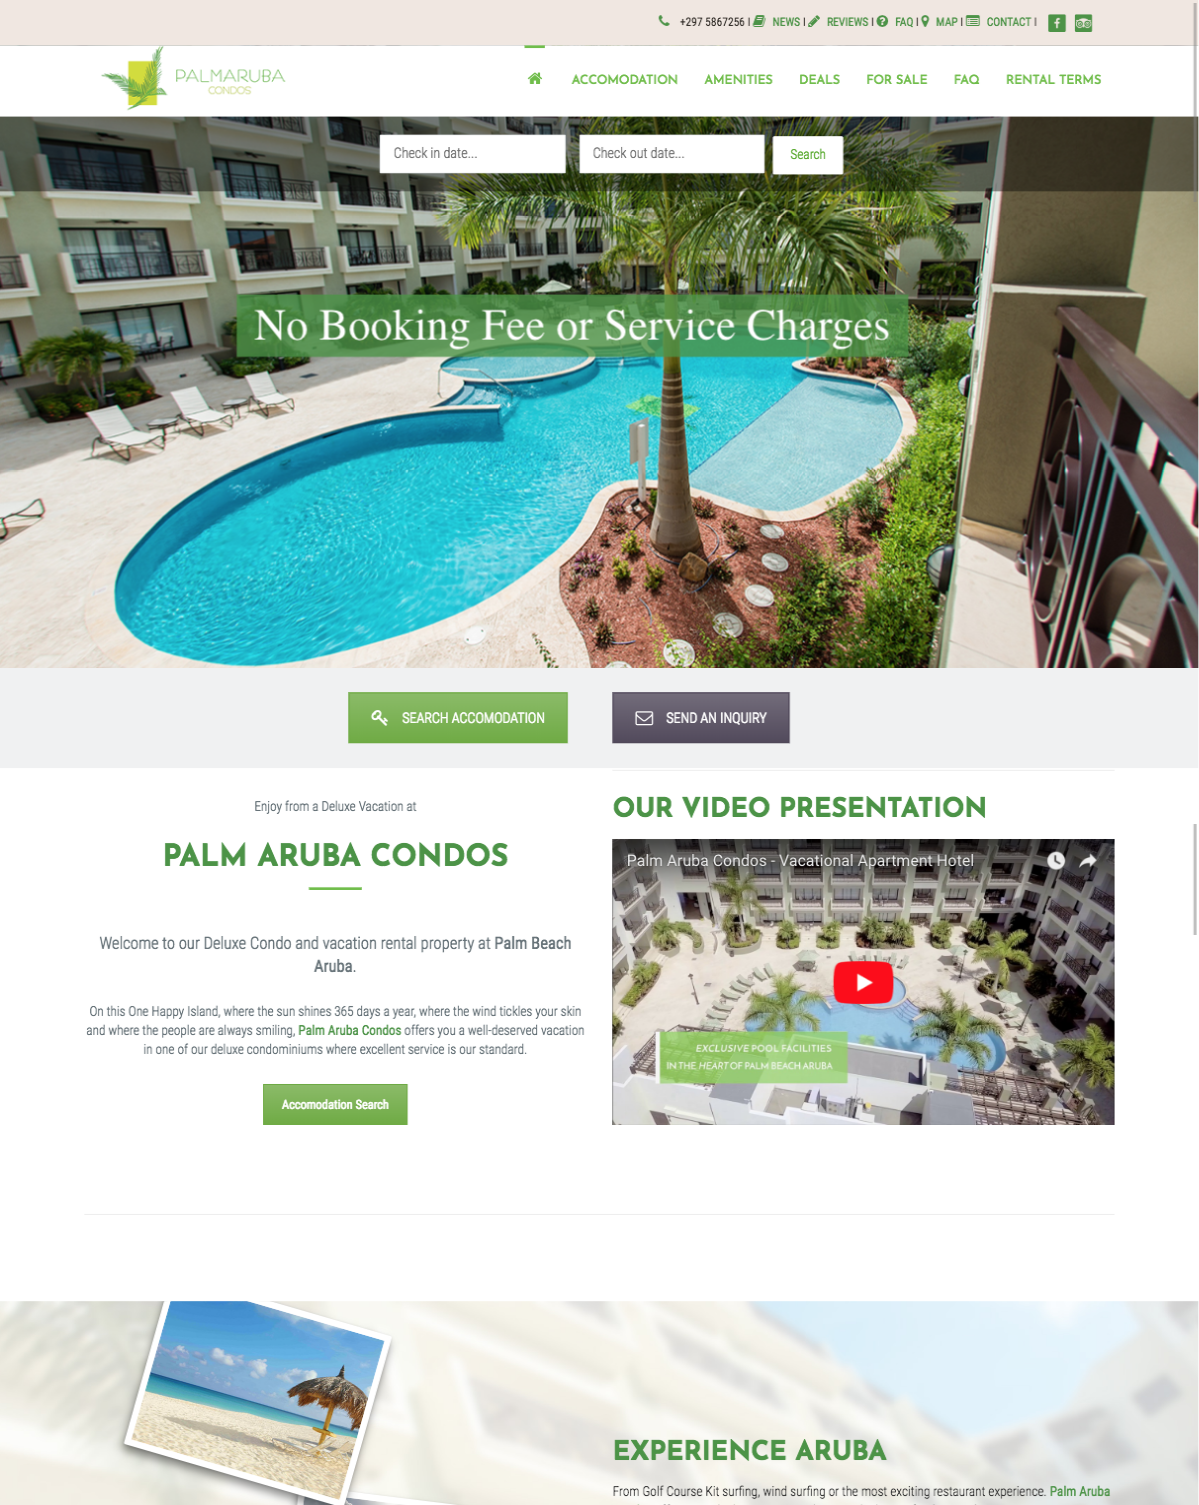 +297 5867256 I NEWS I REVIEWS I FAQ I MAP I CONTACT I
PALMARUBA
CONDOS
ACCOMODATION AMENITIES DEALS FOR SALE FAQ RENTAL TERMS
Check in date... Check out date... Search
No Booking Fee or Service Charges
SEARCH ACCOMODATION
SEND AN INQUIRY
Enjoy from a Deluxe Vacation at
PALM ARUBA CONDOS
Welcome to our Deluxe Condo and vacation rental property at Palm Beach
Aruba.
On this One Happy Island, where the sun shines 365 days a year, where the wind tickles your skin
and where the people are always smiling, Palm Aruba Condos offers you a well-deserved vacation
in one of our deluxe condominiums where excellent service is our standard.
Accomodation Search
OUR VIDEO PRESENTATION
Palm Aruba Condos - Vacational Apartment Hotel
EXCLUSIVE POOL FACILITIES
IN THE HEART OF PALM BEACH ARUBA
EXPERIENCE ARUBA
From Golf Course Kit surfing, wind surfing or the most exciting restaurant experience. Palm Aruba